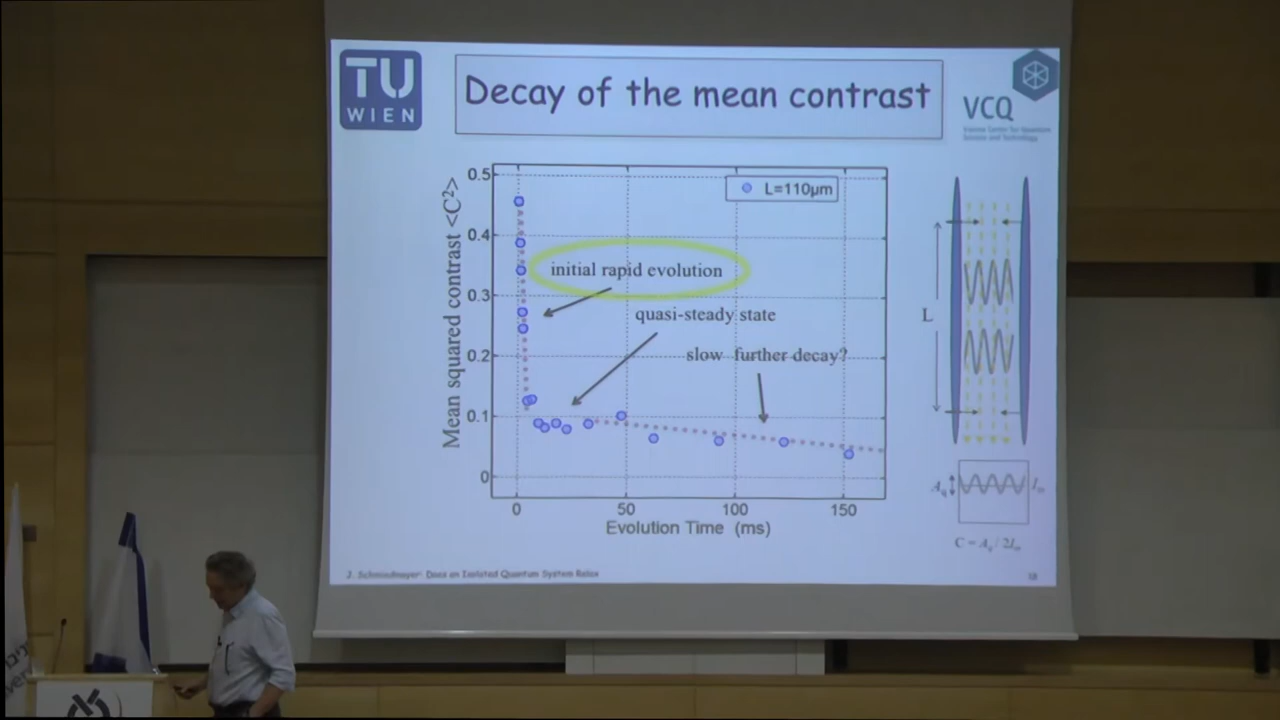 TU
WIEN
Decay of the mean contrast
VCQ
Vienna Center for Quantum
Science and Technology
Mean squared contrast <C²>
0.5
0.4
0.3
0.2
0.1
0
L=110µm
initial rapid evolution
quasi-steady state
slow further decay?
0
50
100
150
Evolution Time (ms)
L
C = A
J. Schmiedmayer: Does an Isolated Quantum System Relax
18